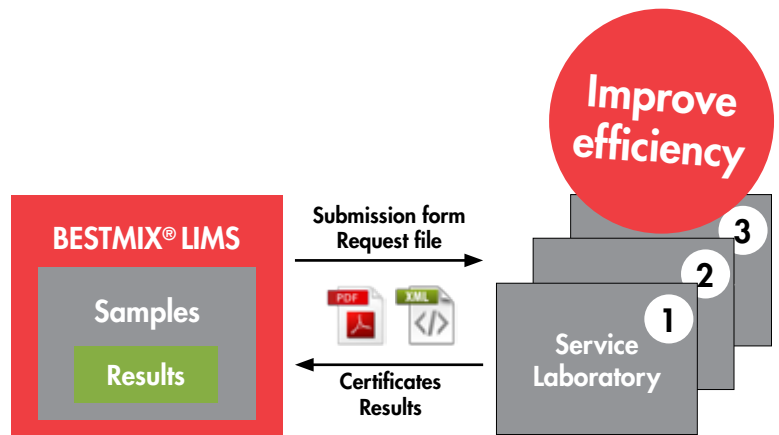 Improve
efficiency
BESTMIX® LIMS
Samples
Results
Submission form
Request file
PDF
XML
</>
Certificates
Results
3
2
1
Service
Laboratory